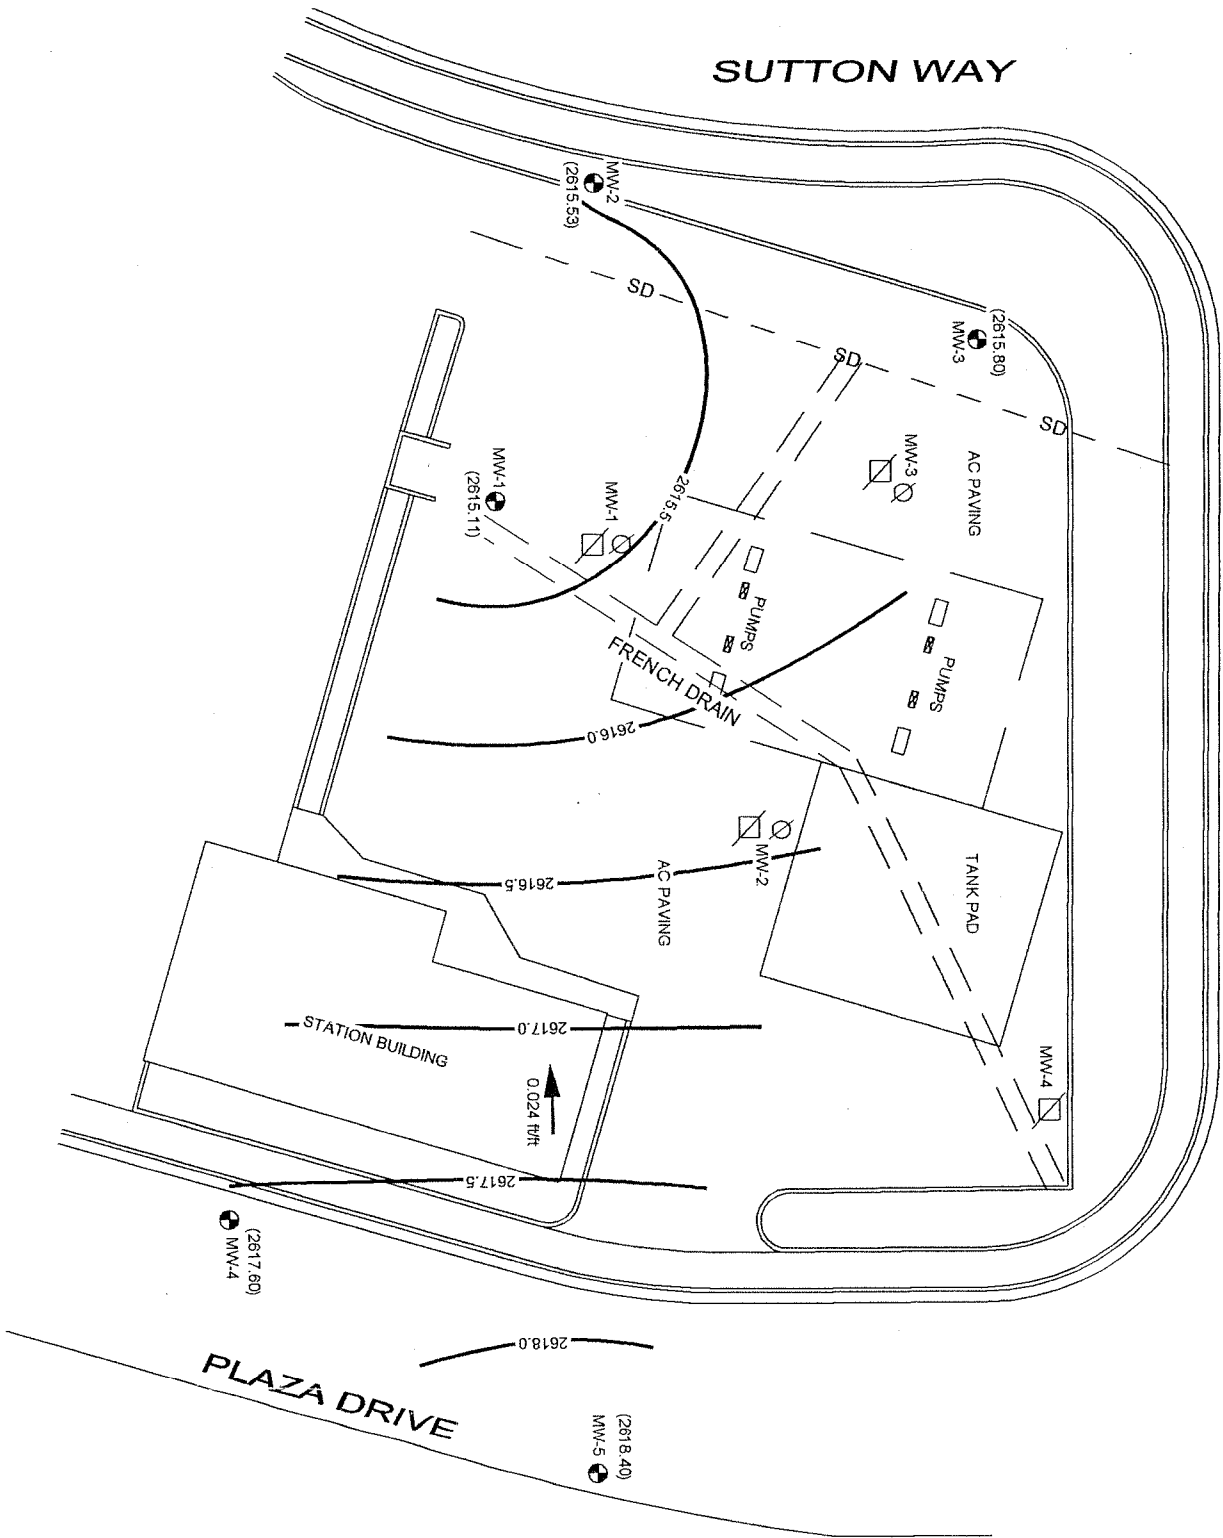 SUTTON WAY
MW-2
(2615.53)
SD
(2615.80)
MW-3
SD
SD
MW-3
AC PAVING
MW-1
(2615.11)
MW-1
2615.5
PUMPS
PUMPS
FRENCH DRAIN
2616.0
MW-2
AC PAVING
TANK PAD
2616.5
STATION BUILDING
2617.0
0.024 ft/ft
MW-4
2617.5
(2617.60)
MW-4
2618.0
PLAZA DRIVE
(2618.40)
MW-5